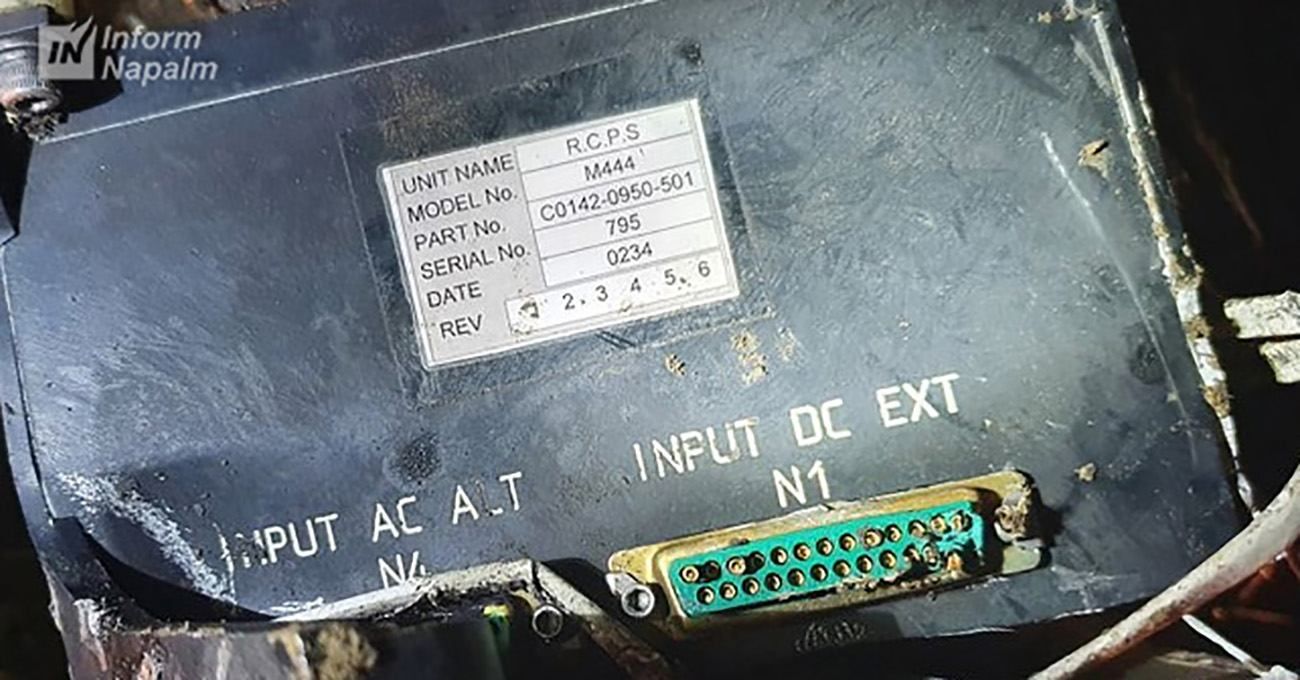 IN Inform
Napalm
UNIT NAME R.C.P.S
MODEL No. M444
PART No. C0142-0950-501
SERIAL No. 795
DATE 0234
REV 2 3 4 5 6
INPUT DC EXT
N1
INPUT AC ALT
N4